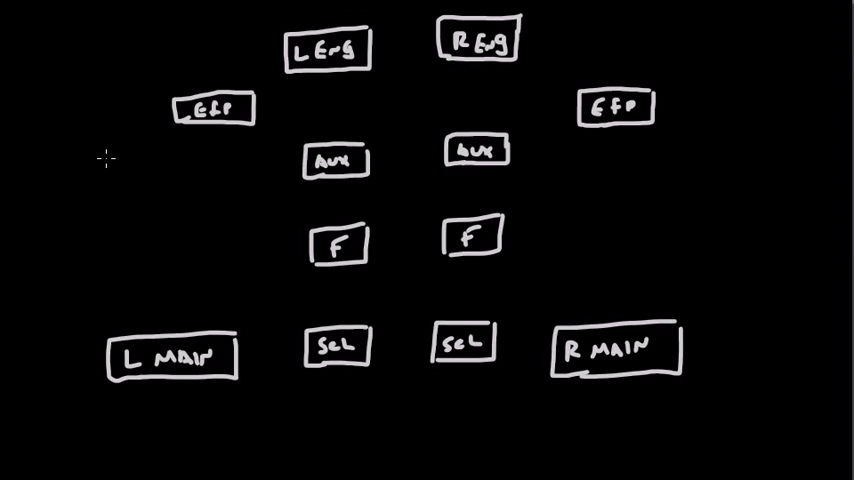 L ENG
R ENG
EFP
EFP
AUX
AUX
F
F
L MAIN
SEL
SEL
R MAIN